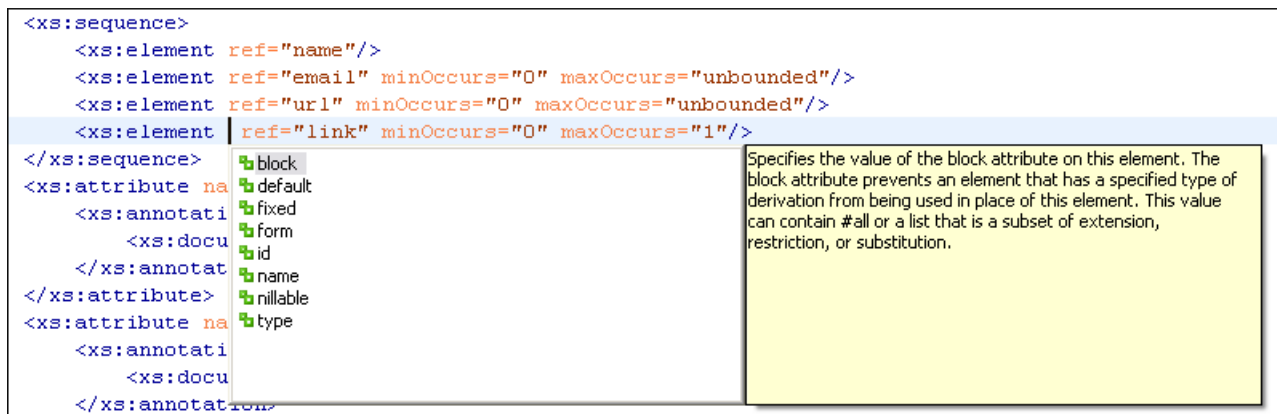 <xs:sequence>
<xs:element ref="name"/>
<xs:element ref="email" minOccurs="0" maxOccurs="unbounded"/>
<xs:element ref="url" minOccurs="0" maxOccurs="unbounded"/>
<xs:element ref="link" minOccurs="0" maxOccurs="1"/>
</xs:sequence>
<xs:attribute na
<xs:annotati
<xs:docu
</xs:annotat
</xs:attribute>
<xs:attribute na
<xs:annotati
<xs:docu
</xs:annotation>
block
default
fixed
form
id
name
nillable
type
Specifies the value of the block attribute on this element. The
block attribute prevents an element that has a specified type of
derivation from being used in place of this element. This value
can contain #all or a list that is a subset of extension,
restriction, or substitution.